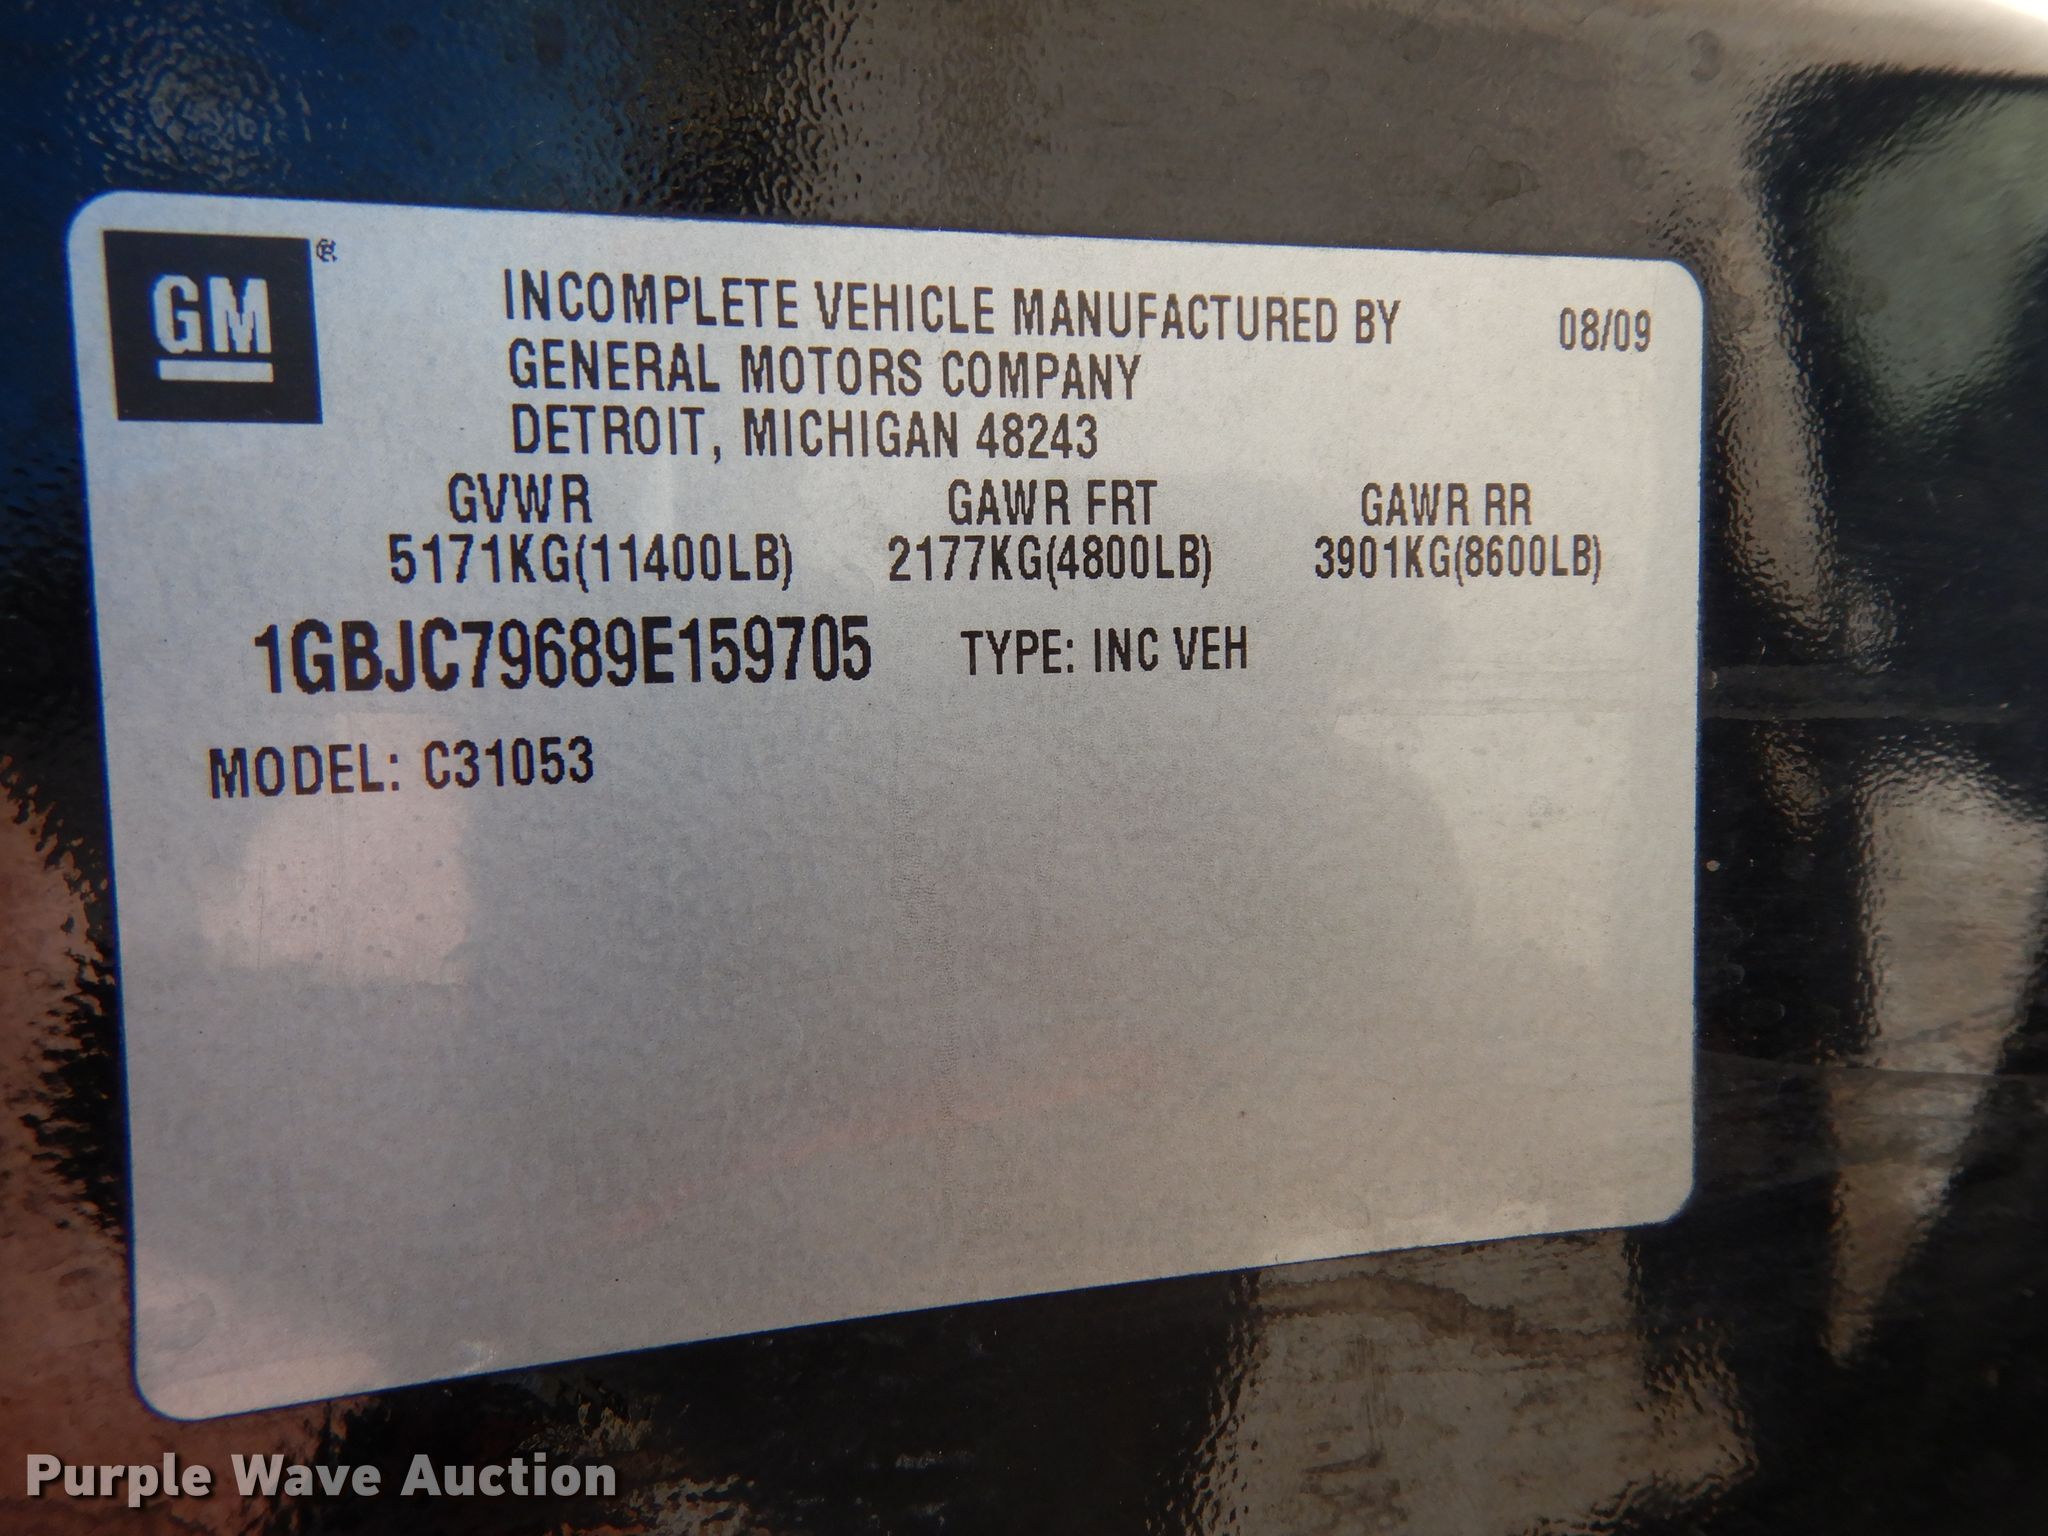 GM®
INCOMPLETE VEHICLE MANUFACTURED BY 08/09
GENERAL MOTORS COMPANY
DETROIT, MICHIGAN 48243
GVWR GAWR FRT GAWR RR
5171KG(11400LB) 2177KG(4800LB) 3901KG(8600LB)
1GBJC79689E159705 TYPE: INC VEH
MODEL: C31053
Purple Wave Auction